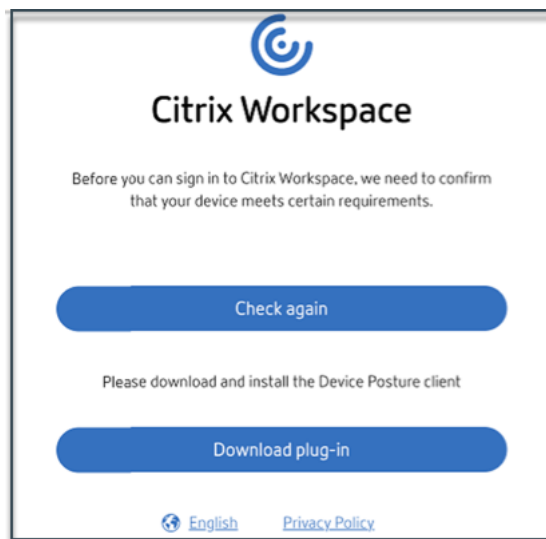 Citrix Workspace
Before you can sign in to Citrix Workspace, we need to confirm
that your device meets certain requirements.
Check again
Please download and install the Device Posture client
Download plug-in
English Privacy Policy